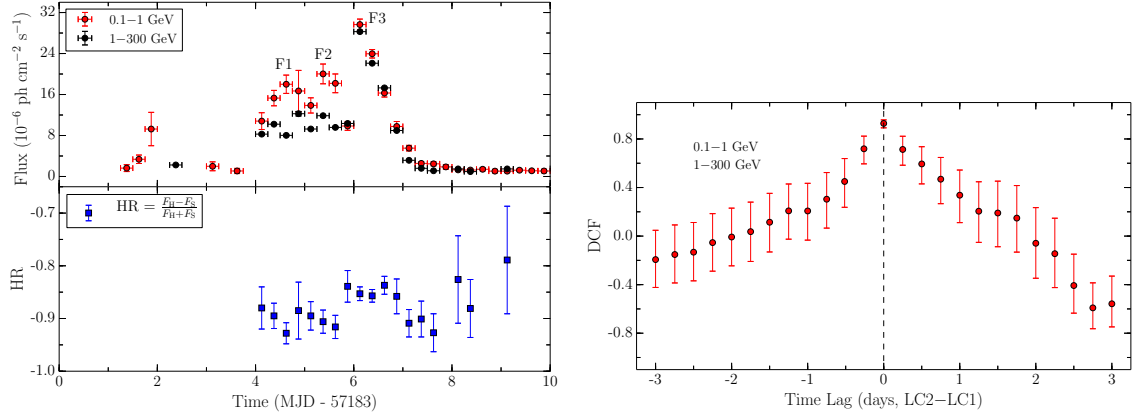 32
24
16
8
0
Flux (10⁻⁶ ph cm⁻² s⁻¹)
0.1−1 GeV
1−300 GeV
F1
F2
F3
-0.7
-0.8
-0.9
-1.0
HR
HR = (F_H−F_S)/(F_H+F_S)
0 2 4 6 8 10
Time (MJD - 57183)
0.8
0.4
0.0
-0.4
-0.8
DCF
0.1−1 GeV
1−300 GeV
-3 -2 -1 0 1 2 3
Time Lag (days, LC2−LC1)